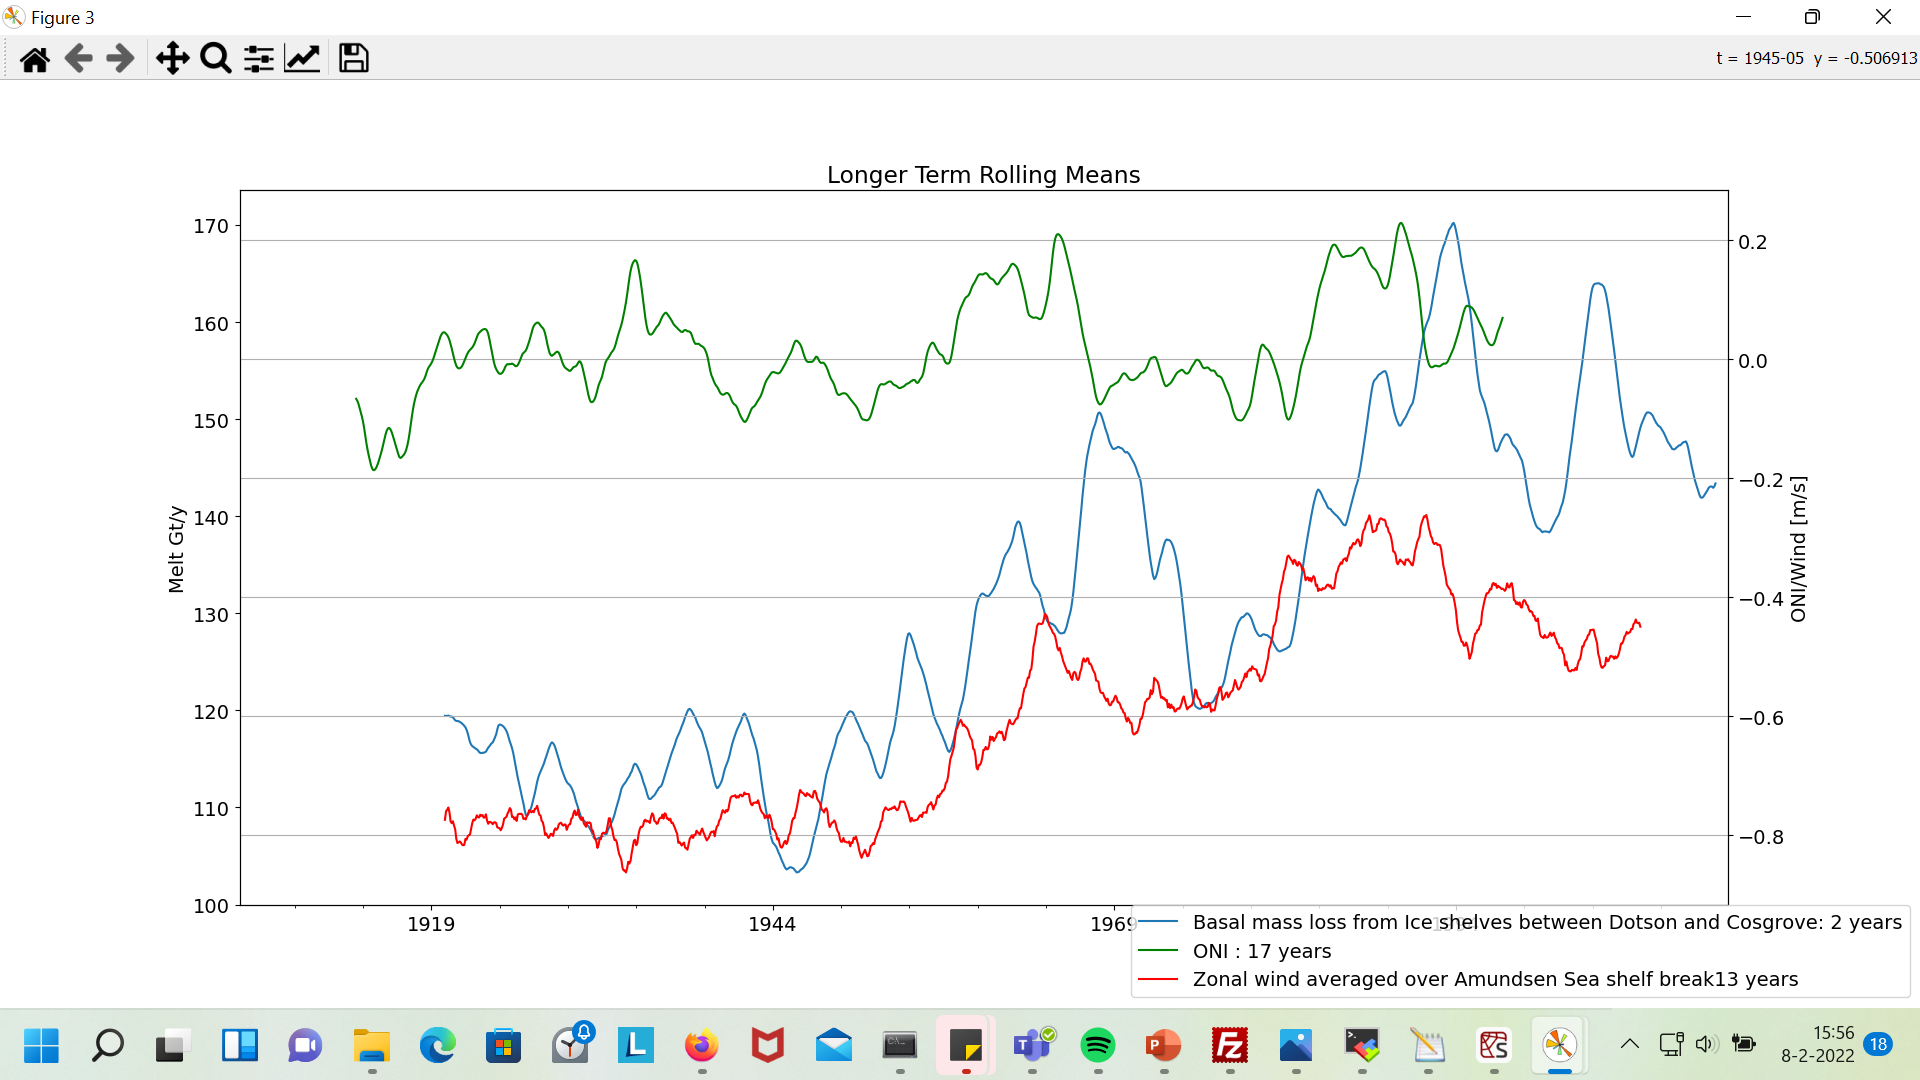 Figure 3
t = 1945-05 y = -0.506913
Longer Term Rolling Means
170
160
150
140
130
120
110
100
Melt Gt/y
0.2
0.0
−0.2
−0.4
−0.6
−0.8
ONI/Wind [m/s]
1919
1944
1969
Basal mass loss from Ice shelves between Dotson and Cosgrove: 2 years
ONI : 17 years
Zonal wind averaged over Amundsen Sea shelf break13 years
L
C:\_
T
P
FZ
S
15:56
8-2-2022
18